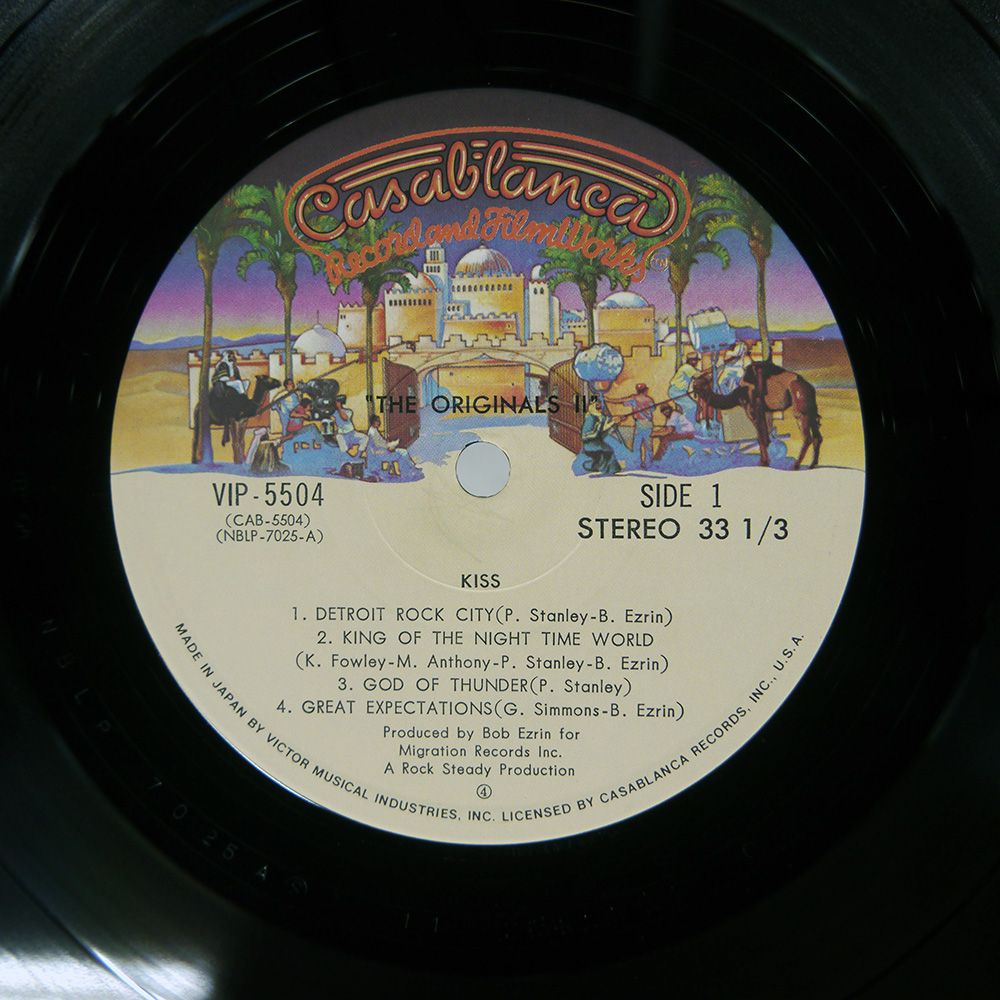 Casablanca
Record and FilmWorks
"THE ORIGINALS II"
VIP-5504
(CAB-5504)
(NBLP-7025-A)
SIDE 1
STEREO 33 1/3
KISS
1. DETROIT ROCK CITY(P. Stanley-B. Ezrin)
2. KING OF THE NIGHT TIME WORLD
(K. Fowley-M. Anthony-P. Stanley-B. Ezrin)
3. GOD OF THUNDER(P. Stanley)
4. GREAT EXPECTATIONS(G. Simmons-B. Ezrin)
Produced by Bob Ezrin for
Migration Records Inc.
A Rock Steady Production
④
MADE IN JAPAN BY VICTOR MUSICAL INDUSTRIES, INC. LICENSED BY CASABLANCA RECORDS, INC., U.S.A.
NBLP 7025 A